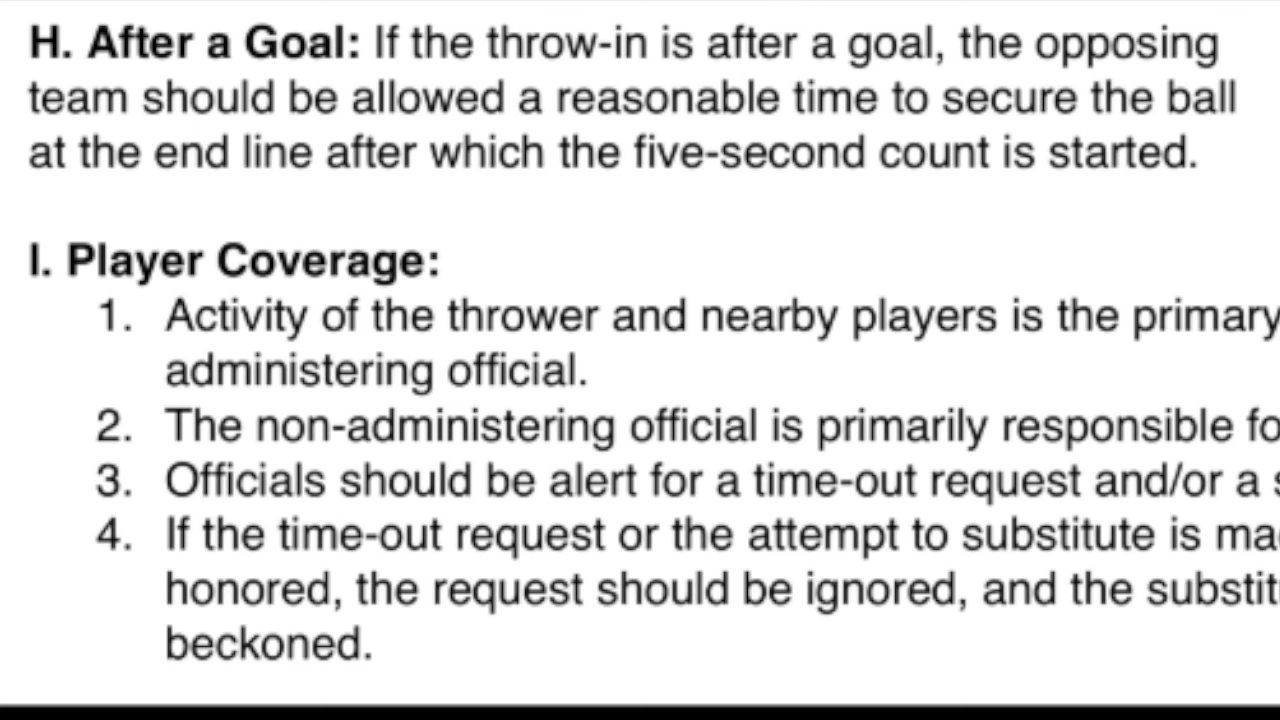 H. After a Goal: If the throw-in is after a goal, the opposing
team should be allowed a reasonable time to secure the ball
at the end line after which the five-second count is started.
I. Player Coverage:
1. Activity of the thrower and nearby players is the primary
administering official.
2. The non-administering official is primarily responsible fo
3. Officials should be alert for a time-out request and/or a s
4. If the time-out request or the attempt to substitute is ma
honored, the request should be ignored, and the substit
beckoned.